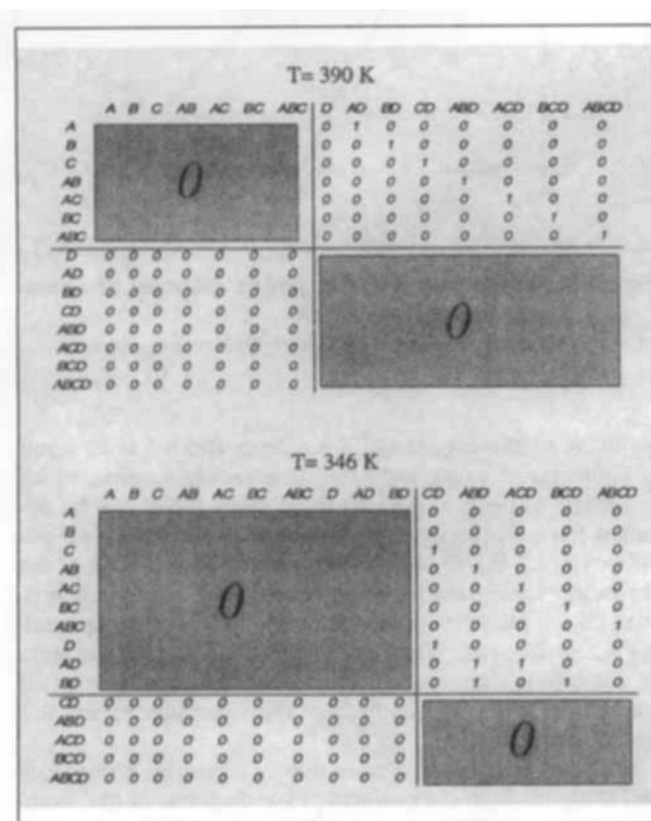 T= 390 K
A B C AB AC BC ABC D AD BD CD ABD ACD BCD ABCD
A 0 1 0 0 0 0 0 0
B 0 0 1 0 0 0 0 0
C 0 0 0 1 0 0 0 0
AB 0 0 0 0 0 1 0 0 0
AC 0 0 0 0 0 1 0 0
BC 0 0 0 0 0 0 1 0
ABC 0 0 0 0 0 0 0 1
D 0 0 0 0 0 0 0
AD 0 0 0 0 0 0 0
BD 0 0 0 0 0 0 0 0
CD 0 0 0 0 0 0 0
ABD 0 0 0 0 0 0 0
ACD 0 0 0 0 0 0 0
BCD 0 0 0 0 0 0 0
ABCD 0 0 0 0 0 0 0
T= 346 K
A B C AB AC BC ABC D AD BD CD ABD ACD BCD ABCD
A 0 0 0 0 0
B 0 0 0 0 0
C 1 0 0 0 0
AB 0 1 0 0 0
AC 0 0 0 1 0 0
BC 0 0 0 1 0
ABC 0 0 0 0 1
D 1 0 0 0 0
AD 0 1 1 0 0
BD 0 1 0 1 0
CD 0 0 0 0 0 0 0 0 0 0
ABD 0 0 0 0 0 0 0 0 0 0
ACD 0 0 0 0 0 0 0 0 0 0 0
BCD 0 0 0 0 0 0 0 0 0 0
ABCD 0 0 0 0 0 0 0 0 0 0